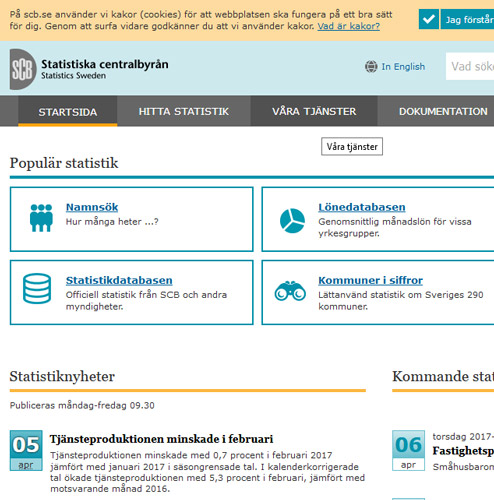 På scb.se använder vi kakor (cookies) för att webbplatsen ska fungera på ett bra sätt
för dig. Genom att surfa vidare godkänner du att vi använder kakor. Vad är kakor?
Jag förstår
SCB
Statistiska centralbyrån
Statistics Sweden
In English
Vad sök
STARTSIDA
HITTA STATISTIK
VÅRA TJÄNSTER
DOKUMENTATION
Våra tjänster
Populär statistik
Namnsök
Hur många heter ...?
Lönedatabasen
Genomsnittlig månadslön för vissa
yrkesgrupper.
Statistikdatabasen
Officiell statistik från SCB och andra
myndigheter.
Kommuner i siffror
Lättanvänd statistik om Sveriges 290
kommuner.
Statistiknyheter
Publiceras måndag-fredag 09.30
05
apr
Tjänsteproduktionen minskade i februari
Tjänsteproduktionen minskade med 0,7 procent i februari 2017
jämfört med januari 2017 i säsongrensade tal. I kalenderkorrigerade
tal ökade tjänsteproduktionen med 5,3 procent i februari, jämfört med
motsvarande månad 2016.
Kommande stat
06
apr
torsdag 2017-
Fastighetsp
Småhusbarom